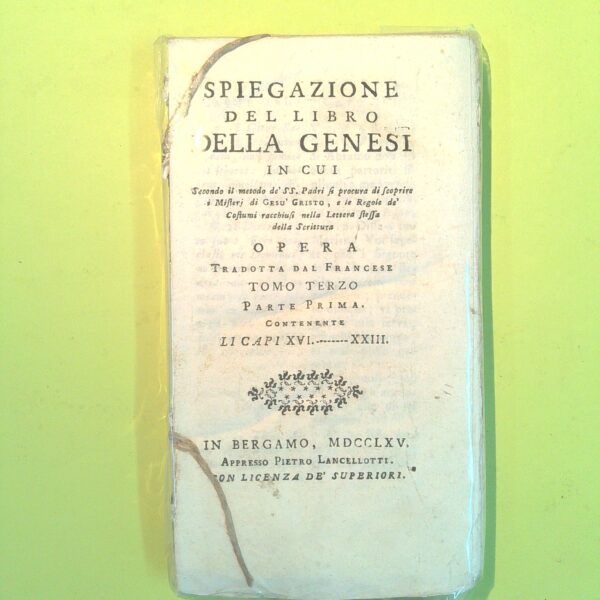 SPIEGAZIONE
DEL LIBRO
DELLA GENESI
IN CUI
Secondo il metodo de' SS. Padri si procura di scoprire
i Misterj di GESU' CRISTO, e le Regole de'
Costumi racchiusi nella Lettera stessa
della Scrittura
OPERA
TRADOTTA DAL FRANCESE
TOMO TERZO
PARTE PRIMA.
CONTENENTE
LI CAPI XVI.--------XXIII.
IN BERGAMO, MDCCLXV.
APPRESSO PIETRO LANCELLOTTI.
CON LICENZA DE' SUPERIORI.